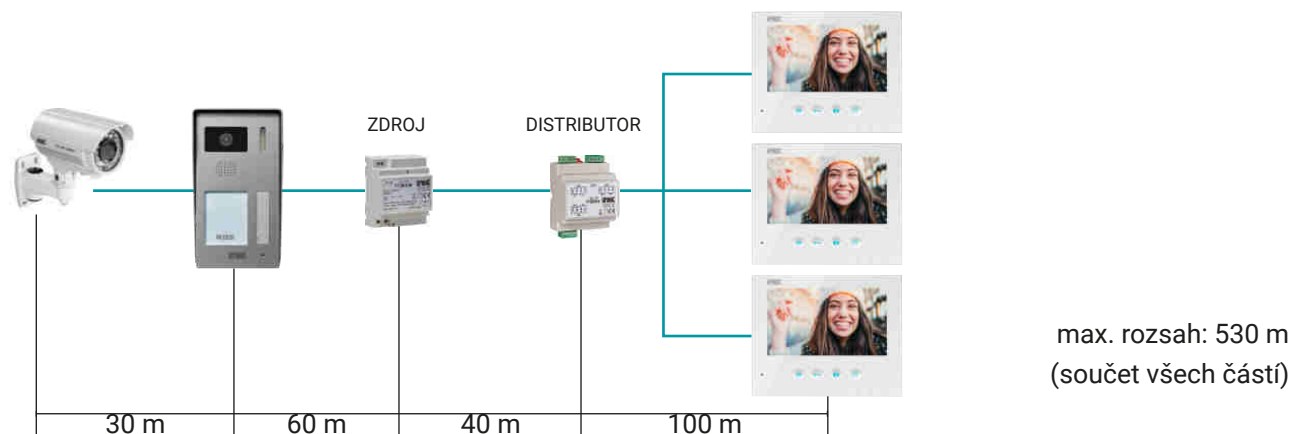 ZDROJ
DISTRIBUTOR
max. rozsah: 530 m
(součet všech částí)
30 m
60 m
40 m
100 m